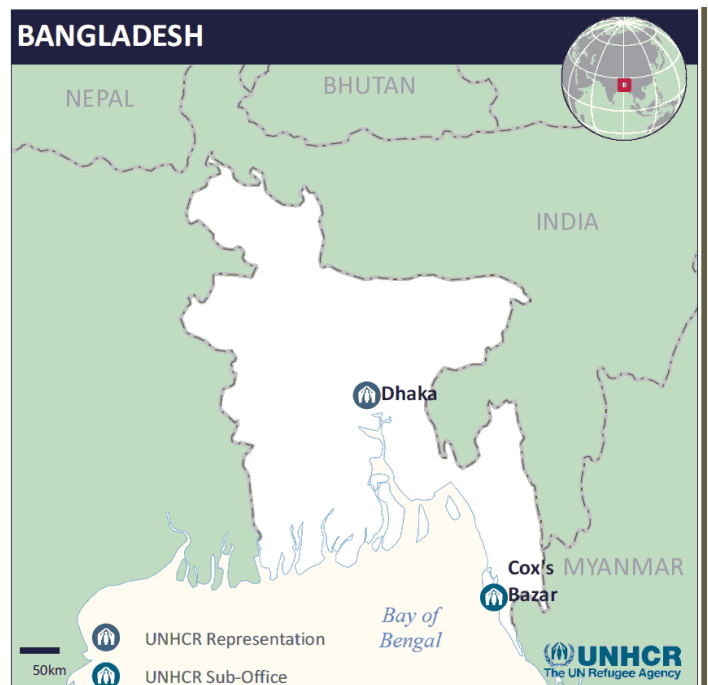 BANGLADESH
NEPAL
BHUTAN
INDIA
Dhaka
Cox's
Bazar
MYANMAR
Bay of
Bengal
UNHCR Representation
UNHCR Sub-Office
50km
UNHCR
The UN Refugee Agency